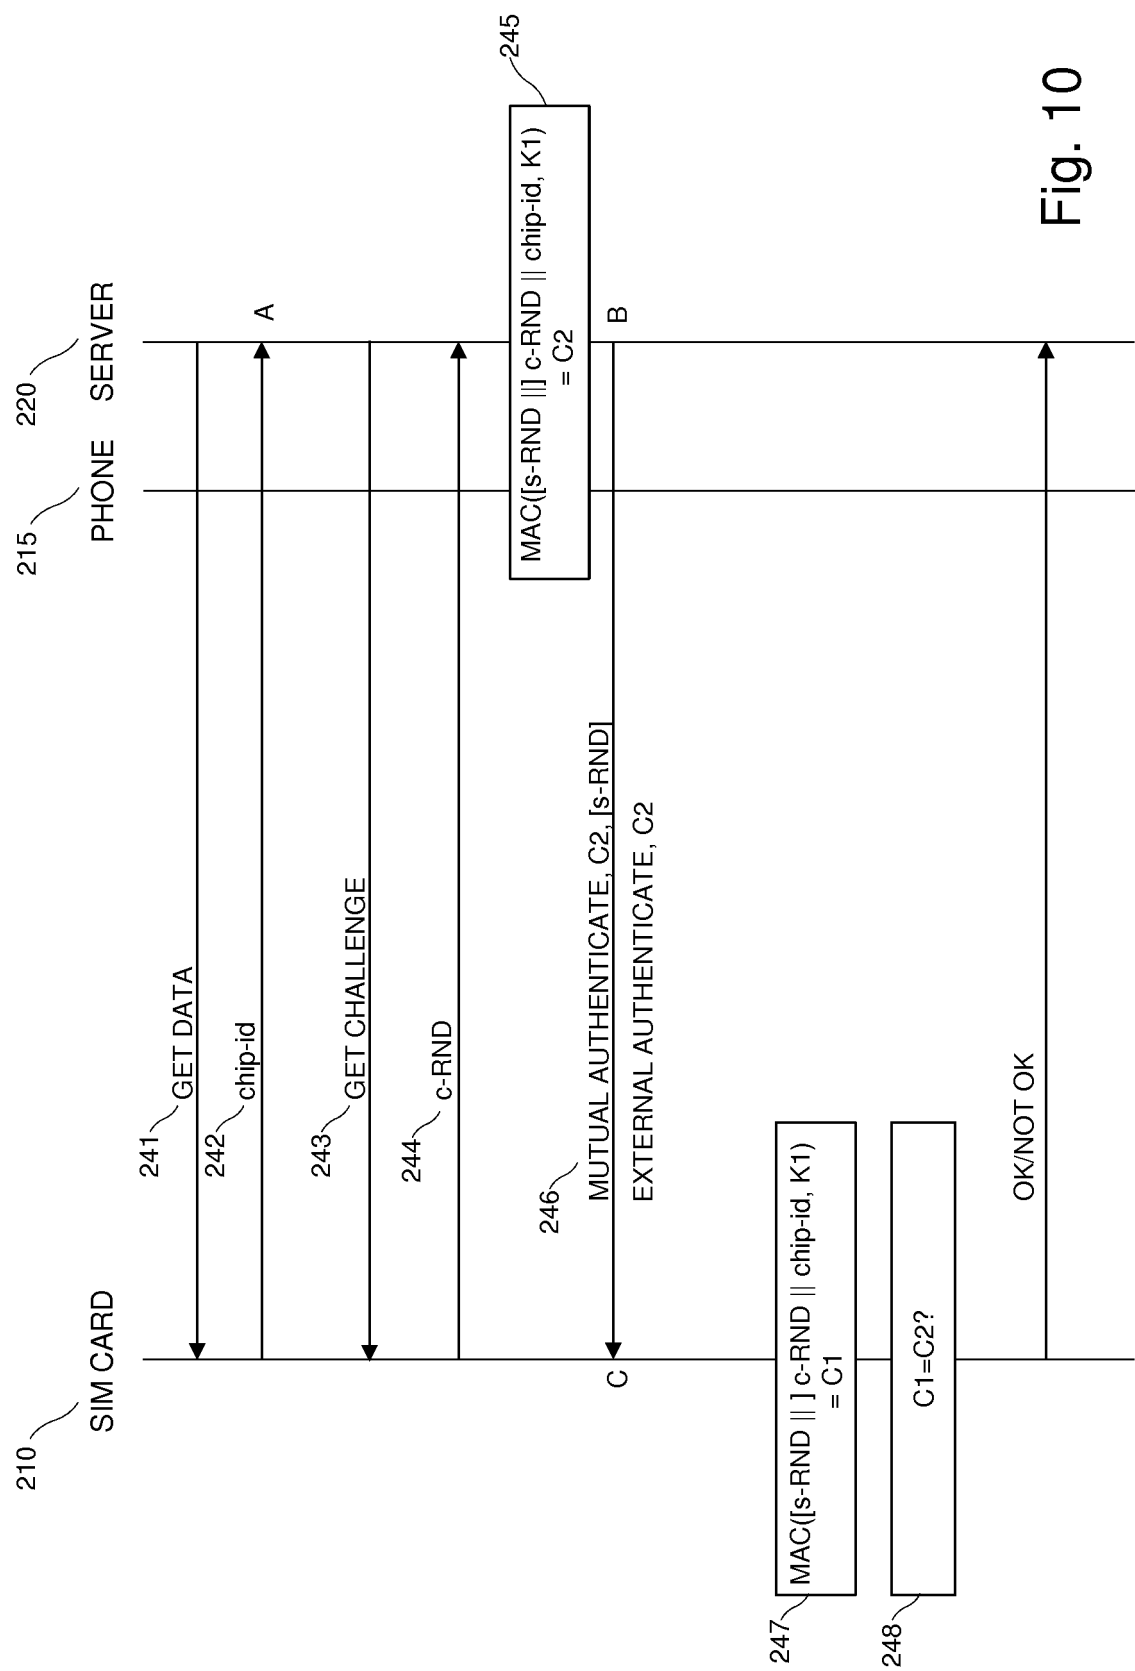 210
215
220
SIM CARD
PHONE
SERVER
241
GET DATA
242
chip-id
A
243
GET CHALLENGE
244
c-RND
245
MAC([s-RND ||] c-RND || chip-id, K1)
= C2
246
MUTUAL AUTHENTICATE, C2, [s-RND]
B
C
EXTERNAL AUTHENTICATE, C2
247
MAC([s-RND || ] c-RND || chip-id, K1)
= C1
248
C1=C2?
OK/NOT OK
Fig. 10